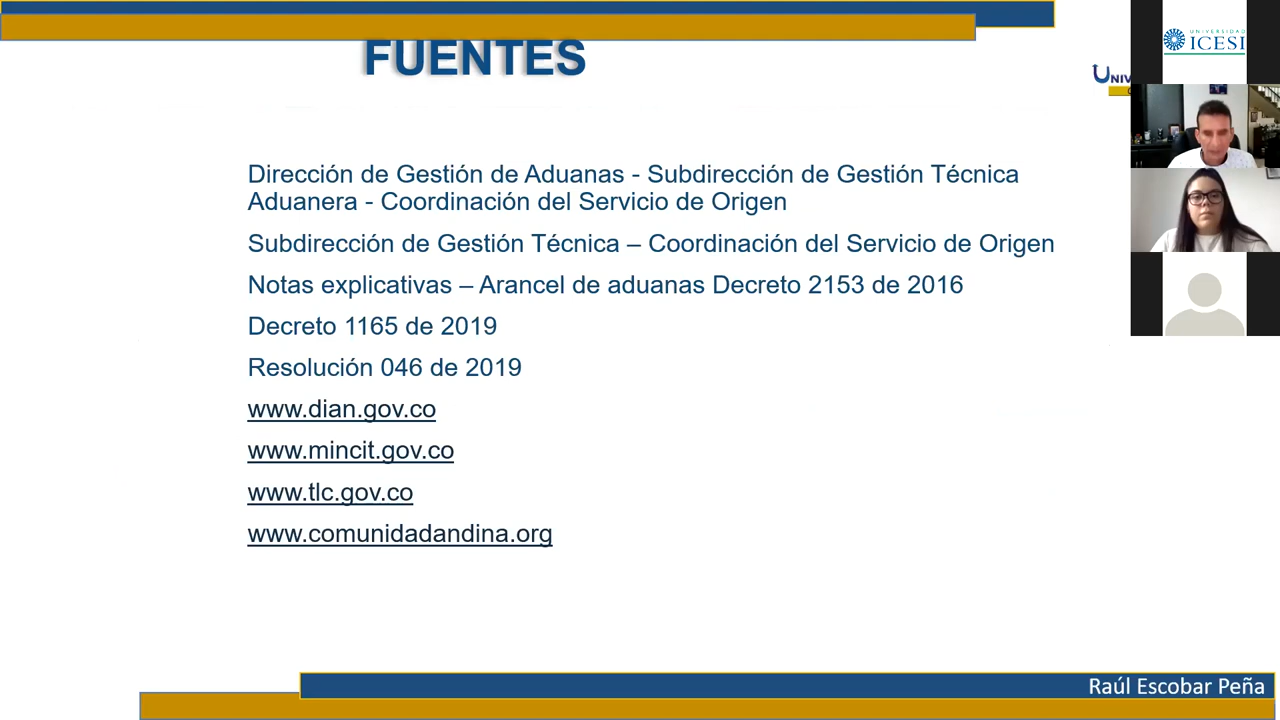 FUENTES
UNIVERSIDAD
ICESI
UNIV
Dirección de Gestión de Aduanas - Subdirección de Gestión Técnica
Aduanera - Coordinación del Servicio de Origen
Subdirección de Gestión Técnica – Coordinación del Servicio de Origen
Notas explicativas – Arancel de aduanas Decreto 2153 de 2016
Decreto 1165 de 2019
Resolución 046 de 2019
www.dian.gov.co
www.mincit.gov.co
www.tlc.gov.co
www.comunidadandina.org
Raúl Escobar Peña